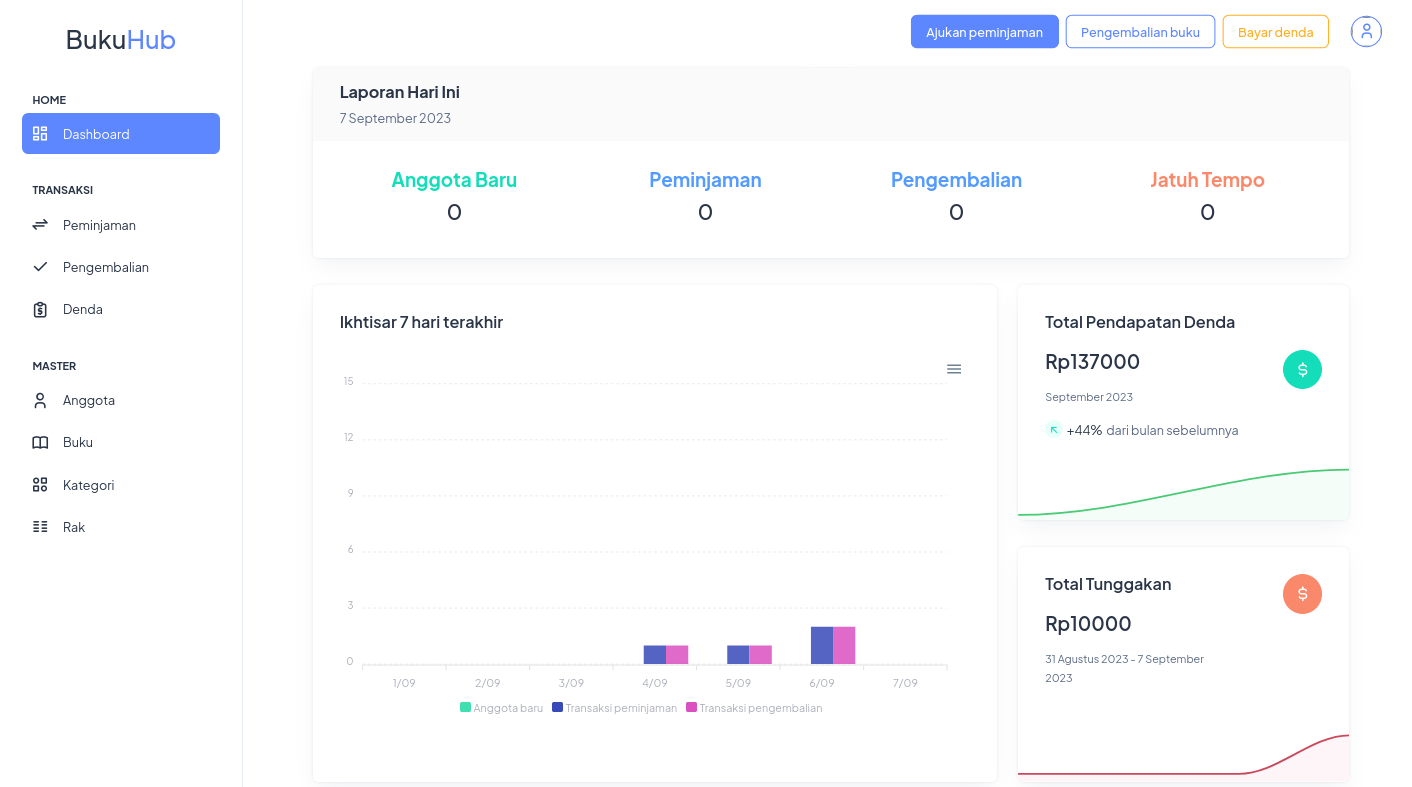 BukuHub
HOME
Dashboard
TRANSAKSI
Peminjaman
Pengembalian
Denda
MASTER
Anggota
Buku
Kategori
Rak
Ajukan peminjaman
Pengembalian buku
Bayar denda
Laporan Hari Ini
7 September 2023
Anggota Baru
0
Peminjaman
0
Pengembalian
0
Jatuh Tempo
0
Ikhtisar 7 hari terakhir
15
12
9
6
3
0
1/09 2/09 3/09 4/09 5/09 6/09 7/09
Anggota baru Transaksi peminjaman Transaksi pengembalian
Total Pendapatan Denda
Rp137000
$
September 2023
+44% dari bulan sebelumnya
Total Tunggakan
$
Rp10000
31 Agustus 2023 - 7 September
2023